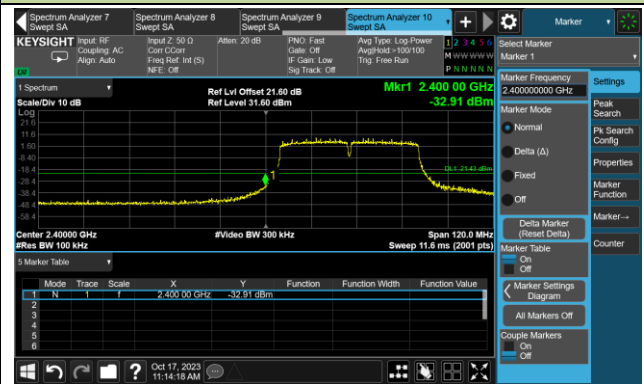 Spectrum Analyzer 7
Swept SA
Spectrum Analyzer 8
Swept SA
Spectrum Analyzer 9
Swept SA
Spectrum Analyzer 10
Swept SA
Marker
KEYSIGHT
Input: RF
Coupling: AC
Align: Auto
Input Z: 50 Ω
Corr CCorr
Freq Ref: Int (S)
NFE: Off
Atten: 20 dB
PNO: Fast
Gate: Off
IF Gain: Low
Sig Track: Off
Avg Type: Log-Power
Avg|Hold:>100/100
Trig: Free Run
1 2 3 4 5 6
M W W W W W
P N N N N N
LXI
Select Marker
Marker 1
1 Spectrum
Scale/Div 10 dB
Log
Ref Lvl Offset 21.60 dB
Ref Level 31.60 dBm
Mkr1 2.400 00 GHz
-32.91 dBm
21.6
11.6
1.60
-8.40
-18.4
-28.4
-38.4
-48.4
-58.4
1
DL1 -21.43 dBm
Center 2.40000 GHz
#Res BW 100 kHz
#Video BW 300 kHz
Span 120.0 MHz
Sweep 11.6 ms (2001 pts)
5 Marker Table
Mode Trace Scale X Y Function Function Width Function Value
1 N 1 f 2.400 00 GHz -32.91 dBm
2
3
4
5
6
Marker Frequency
2.400000000 GHz
Marker Mode
Normal
Delta (Δ)
Fixed
Off
Delta Marker
(Reset Delta)
Marker Table
On
Off
Marker Settings
Diagram
All Markers Off
Couple Markers
On
Off
Settings
Peak
Search
Pk Search
Config
Properties
Marker
Function
Marker→
Counter
Oct 17, 2023
11:14:18 AM